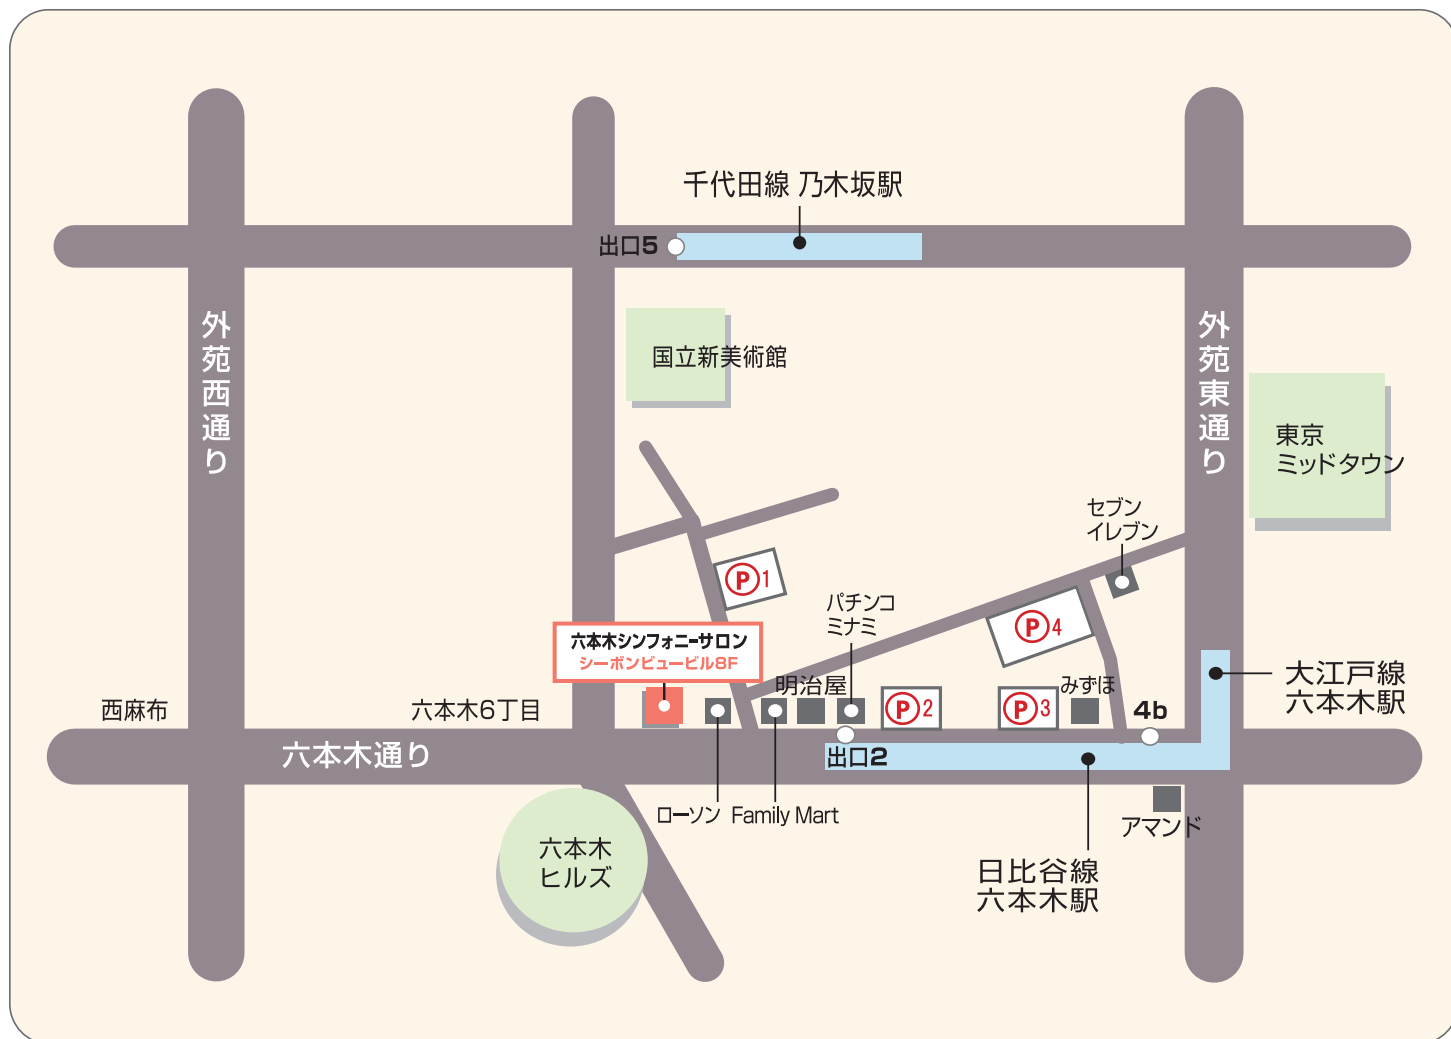 千代田線 乃木坂駅
出口5
外苑西通り
国立新美術館
外苑東通り
東京
ミッドタウン
セブン
イレブン
P1
パチンコ
ミナミ
P4
六本木シンフォニーサロン
シーボンビュービル8F
明治屋
みずほ
大江戸線
六本木駅
西麻布
六本木6丁目
P2
P3
4b
六本木通り
出口2
ローソン
Family Mart
アマンド
六本木
ヒルズ
日比谷線
六本木駅